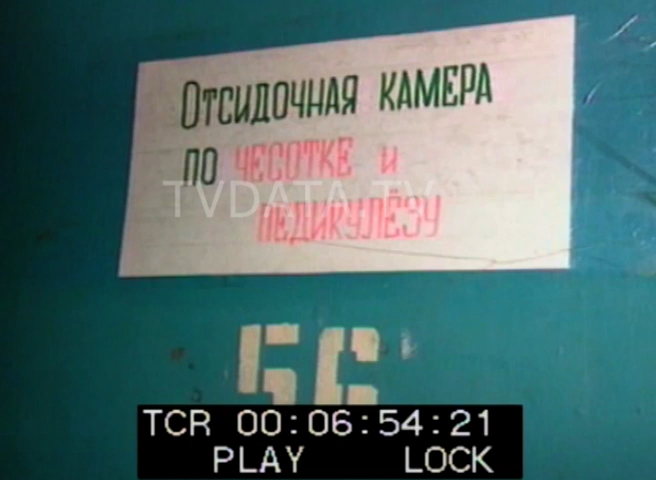 Отсидочная камера
по чесотке и
педикулёзу
TVDATA.TV
56
TCR 00:06:54:21
PLAY LOCK